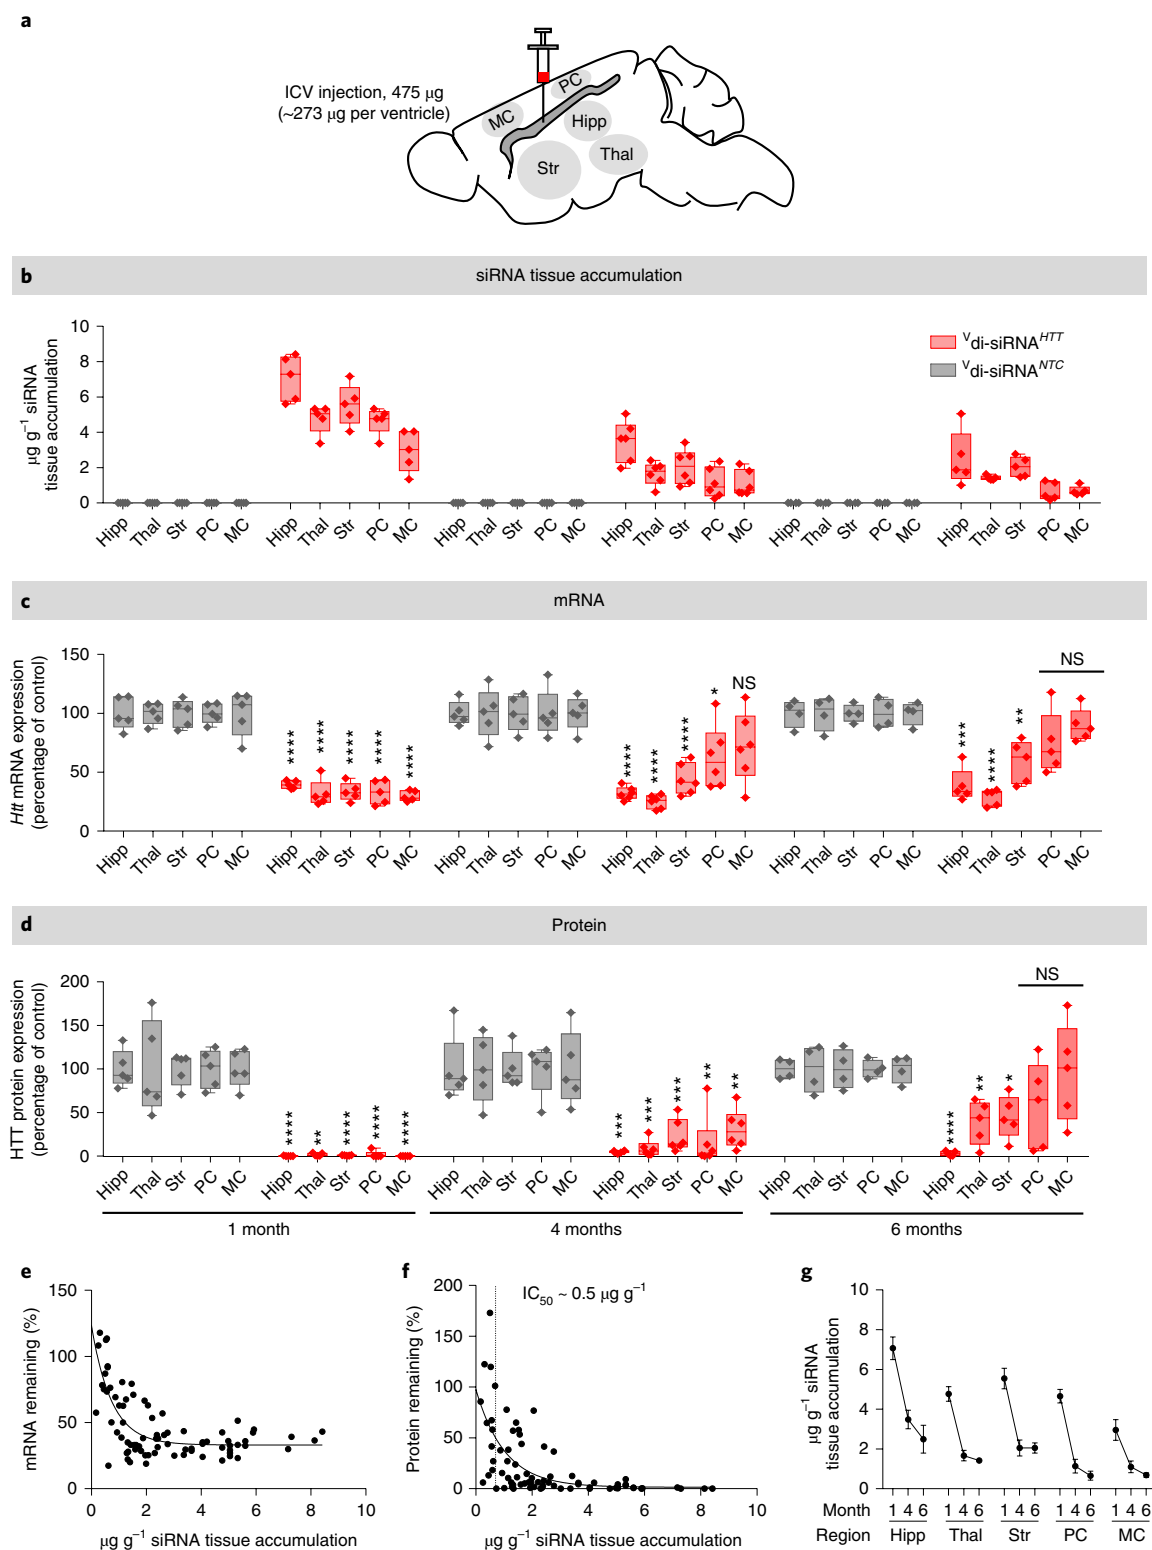 a
ICV injection, 475 μg
(~273 μg per ventricle)
PC
MC
Hipp
Thal
Str
b siRNA tissue accumulation
μg g⁻¹ siRNA
tissue accumulation
10
8
6
4
2
0
Vdi-siRNAHTT
Vdi-siRNANTC
Hipp Thal Str PC MC Hipp Thal Str PC MC Hipp Thal Str PC MC Hipp Thal Str PC MC Hipp Thal Str PC MC Hipp Thal Str PC MC
c mRNA
Htt mRNA expression
(percentage of control)
150
100
50
0
**** **** **** **** **** **** **** **** * NS *** **** ** NS
Hipp Thal Str PC MC Hipp Thal Str PC MC Hipp Thal Str PC MC Hipp Thal Str PC MC Hipp Thal Str PC MC Hipp Thal Str PC MC
d Protein
HTT protein expression
(percentage of control)
200
150
100
50
0
**** ** **** **** **** *** *** *** ** ** **** ** * NS
Hipp Thal Str PC MC Hipp Thal Str PC MC Hipp Thal Str PC MC Hipp Thal Str PC MC Hipp Thal Str PC MC Hipp Thal Str PC MC
1 month 4 months 6 months
e
mRNA remaining (%)
150
100
50
0
0 2 4 6 8 10
μg g⁻¹ siRNA tissue accumulation
f
Protein remaining (%)
200
150
100
50
0
IC50 ~ 0.5 μg g⁻¹
0 2 4 6 8 10
μg g⁻¹ siRNA tissue accumulation
g
μg g⁻¹ siRNA
tissue accumulation
10
8
6
4
2
0
Month 1 4 6 1 4 6 1 4 6 1 4 6 1 4 6
Region Hipp Thal Str PC MC